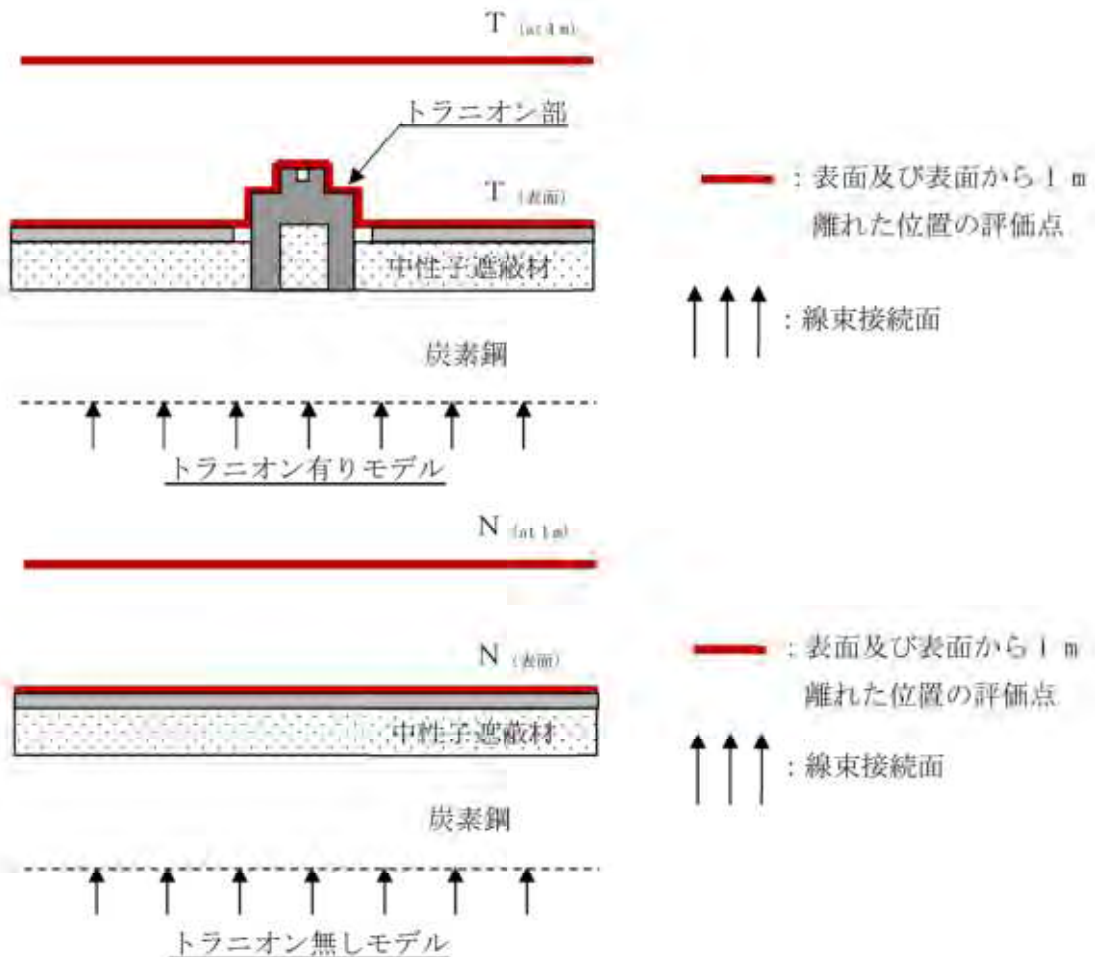 T (at 1 m)
トラニオン部
T (表面)
中性子遮蔽材
炭素鋼
トラニオン有りモデル
: 表面及び表面から1 m
離れた位置の評価点
: 線束接続面
N (at 1 m)
N (表面)
中性子遮蔽材
炭素鋼
トラニオン無しモデル
: 表面及び表面から1 m
離れた位置の評価点
: 線束接続面